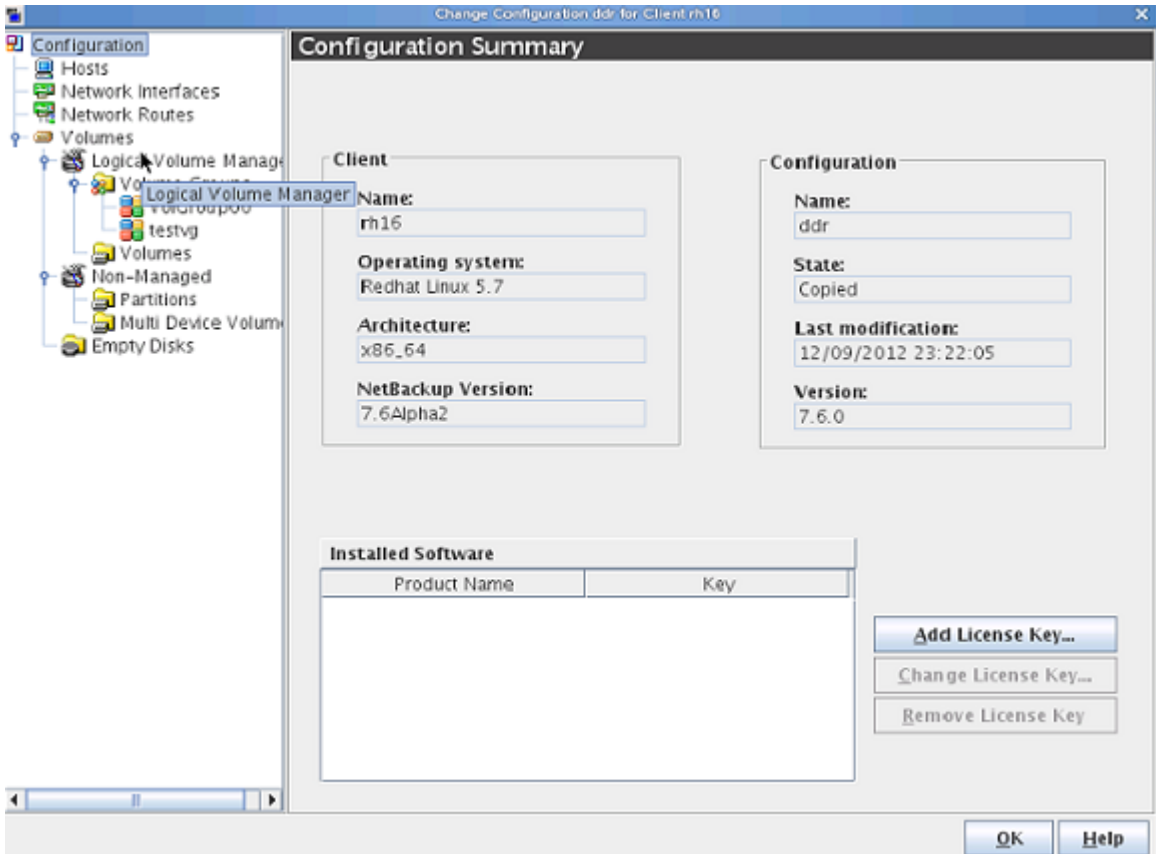 Change Configuration ddr for Client rh16
Configuration
Hosts
Network Interfaces
Network Routes
Volumes
Logical Volume Manage
Logical Volume Manager
testvg
Volumes
Non-Managed
Partitions
Multi Device Volum
Empty Disks
Configuration Summary
Client
Name:
rh16
Operating system:
Redhat Linux 5.7
Architecture:
x86_64
NetBackup Version:
7.6Alpha2
Configuration
Name:
ddr
State:
Copied
Last modification:
12/09/2012 23:22:05
Version:
7.6.0
Installed Software
Product Name Key
Add License Key...
Change License Key...
Remove License Key
OK Help